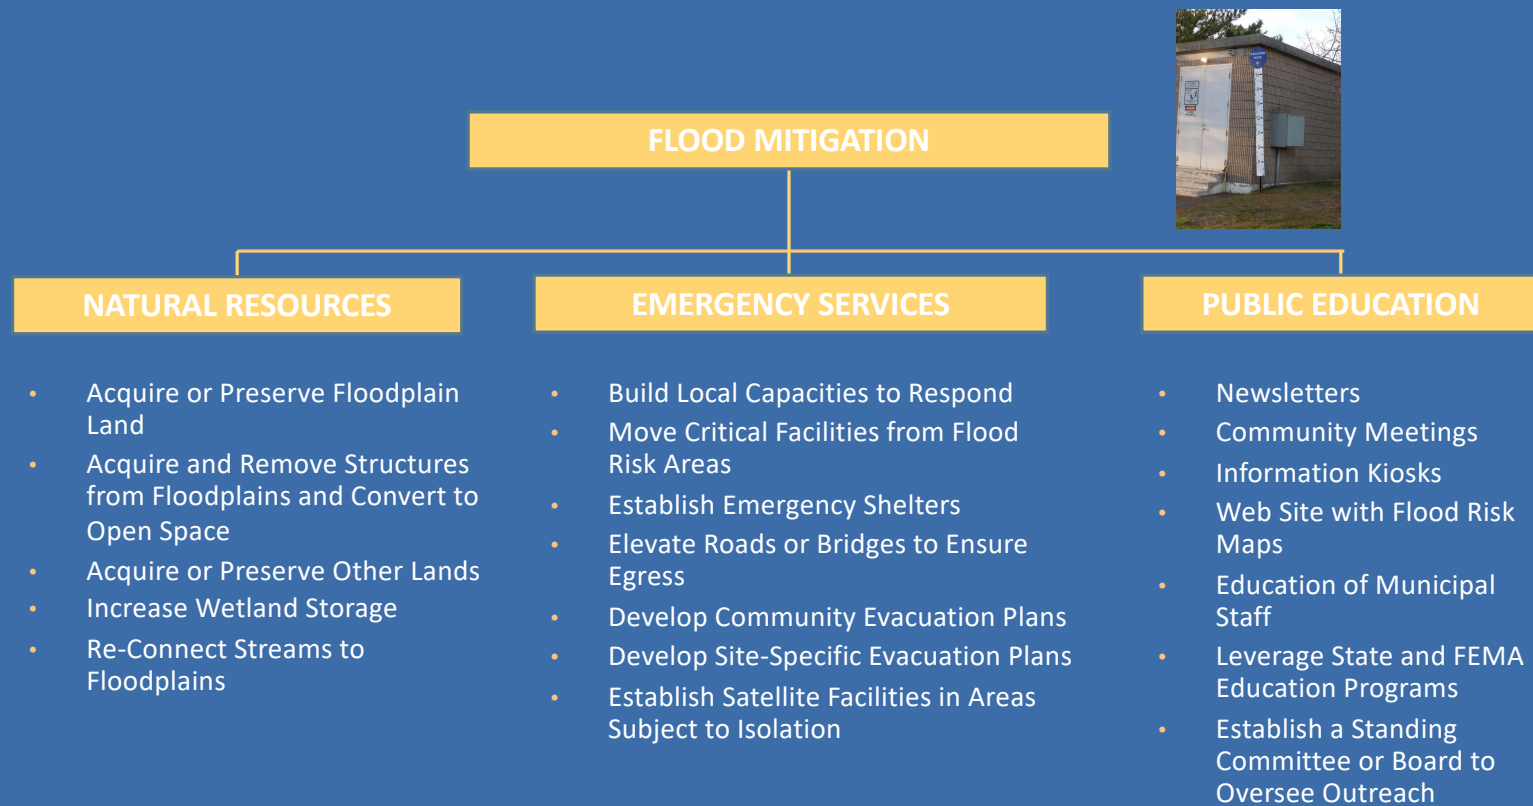 FLOOD MITIGATION
NATURAL RESOURCES
• Acquire or Preserve Floodplain
Land
• Acquire and Remove Structures
from Floodplains and Convert to
Open Space
• Acquire or Preserve Other Lands
• Increase Wetland Storage
• Re-Connect Streams to
Floodplains
EMERGENCY SERVICES
• Build Local Capacities to Respond
• Move Critical Facilities from Flood
Risk Areas
• Establish Emergency Shelters
• Elevate Roads or Bridges to Ensure
Egress
• Develop Community Evacuation Plans
• Develop Site-Specific Evacuation Plans
• Establish Satellite Facilities in Areas
Subject to Isolation
PUBLIC EDUCATION
• Newsletters
• Community Meetings
• Information Kiosks
• Web Site with Flood Risk
Maps
• Education of Municipal
Staff
• Leverage State and FEMA
Education Programs
• Establish a Standing
Committee or Board to
Oversee Outreach